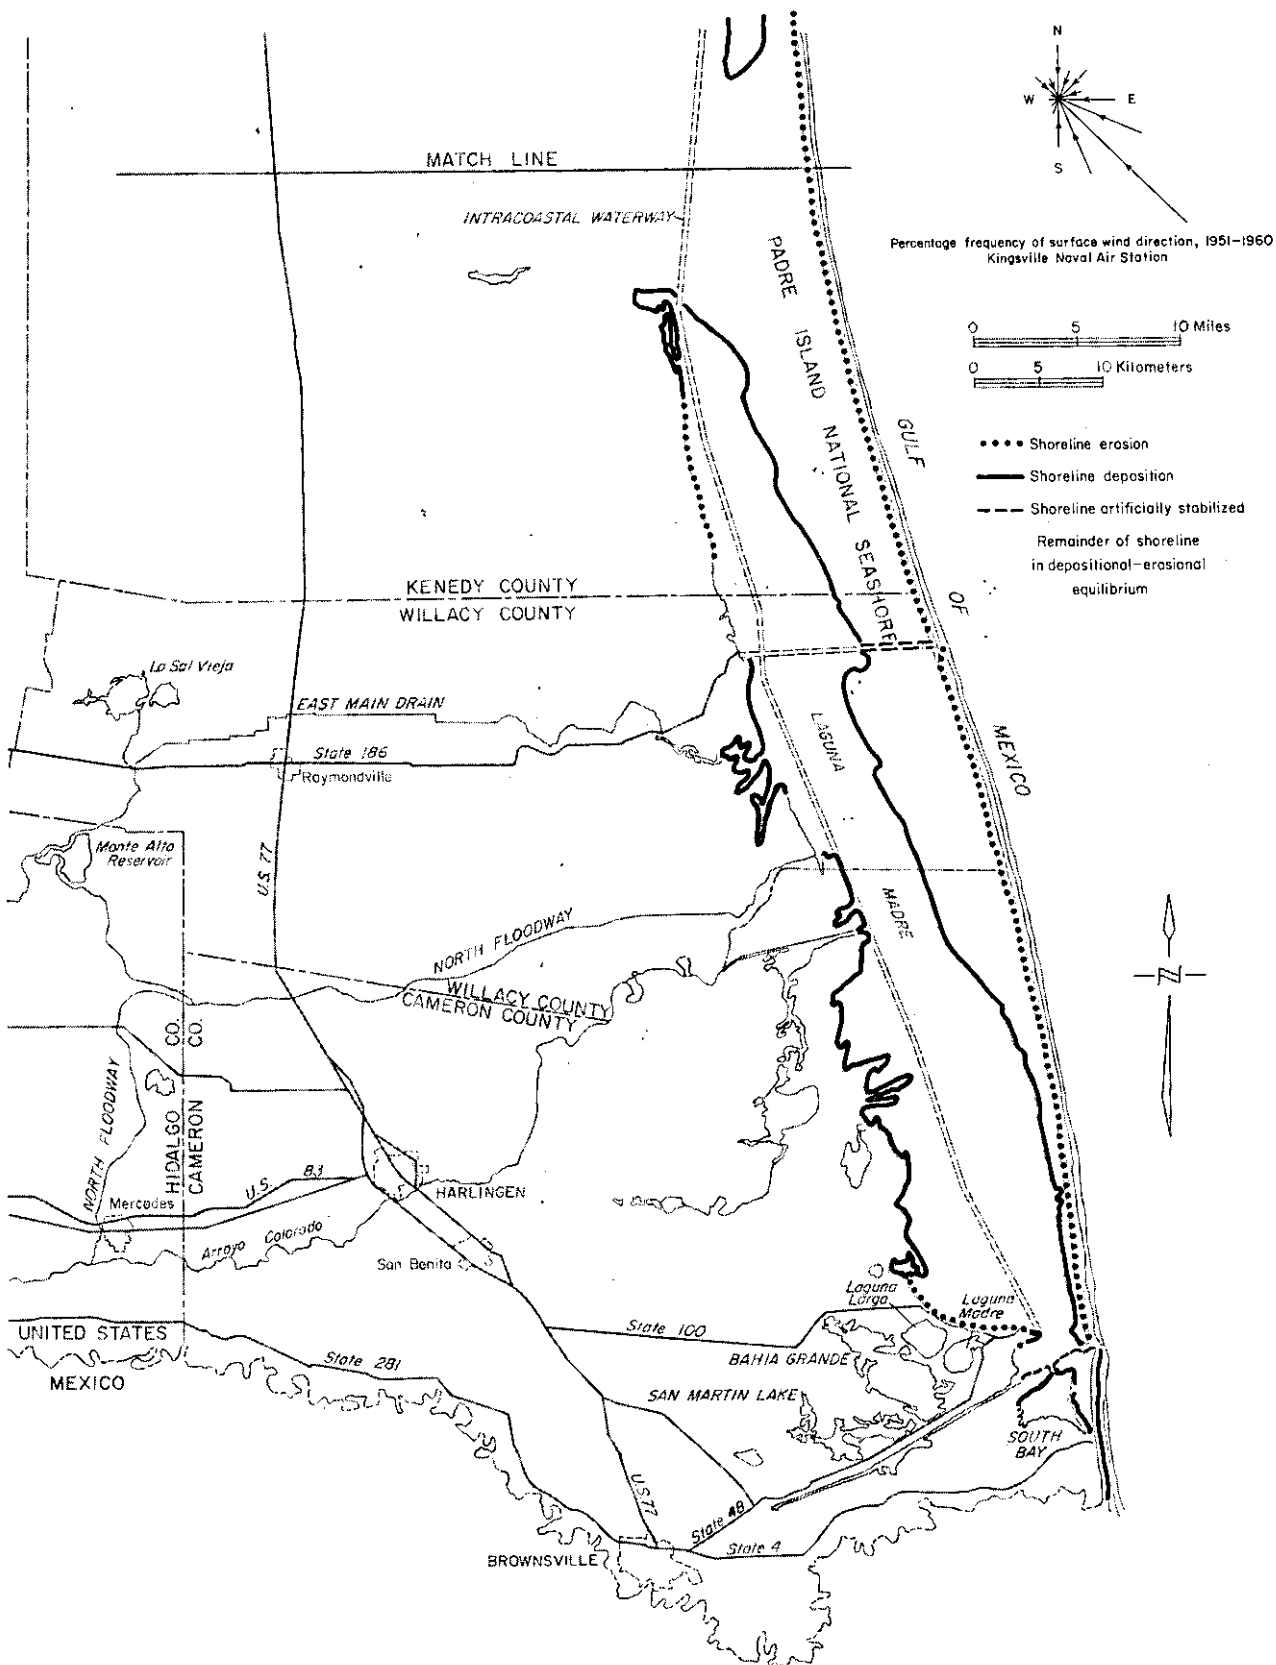 N
W E
S
Percentage frequency of surface wind direction, 1951-1960
Kingsville Naval Air Station
MATCH LINE
INTRACOASTAL WATERWAY
PADRE ISLAND NATIONAL SEASHORE
0 5 10 Miles
0 5 10 Kilometers
GULF
OF
MEXICO
Shoreline erosion
Shoreline deposition
Shoreline artificially stabilized
Remainder of shoreline
in depositional-erosional
equilibrium
KENEDY COUNTY
WILLACY COUNTY
La Sal Vieja
EAST MAIN DRAIN
State 186
Raymondville
LAGUNA
MADRE
Monte Alto
Reservoir
U.S. 77
NORTH FLOODWAY
WILLACY COUNTY
CAMERON COUNTY
N
HIDALGO CO.
CAMERON CO.
NORTH FLOODWAY
U.S. 83
Mercedes
HARLINGEN
Arroyo Colorado
San Benito
Laguna
Larga
Laguna
Madre
UNITED STATES
MEXICO
State 100
State 281
BAHIA GRANDE
SAN MARTIN LAKE
SOUTH
BAY
U.S.77
State 48
State 4
BROWNSVILLE